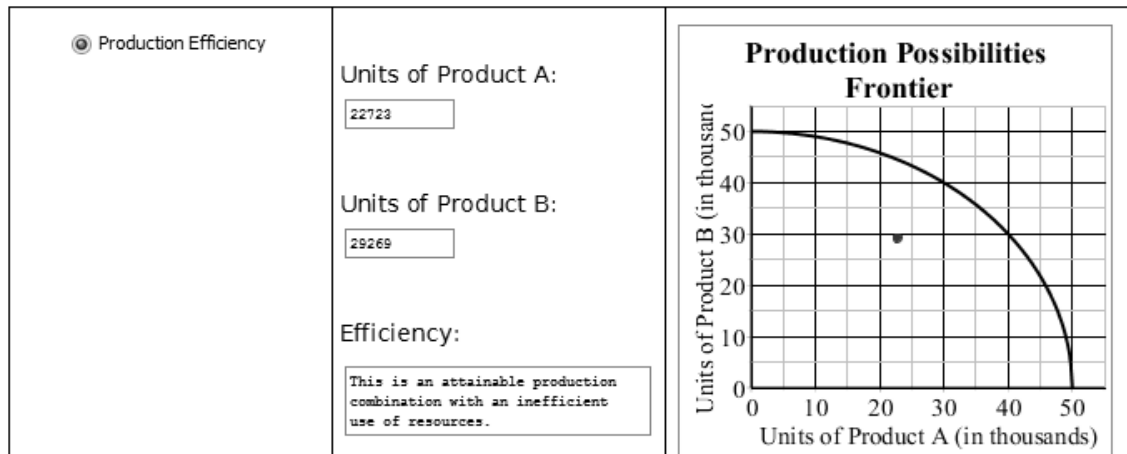 Production Efficiency
Units of Product A:
22723
Units of Product B:
29269
Efficiency:
This is an attainable production
combination with an inefficient
use of resources.
Production Possibilities
Frontier
Units of Product B (in thousand
50
40
30
20
10
0
0 10 20 30 40 50
Units of Product A (in thousands)